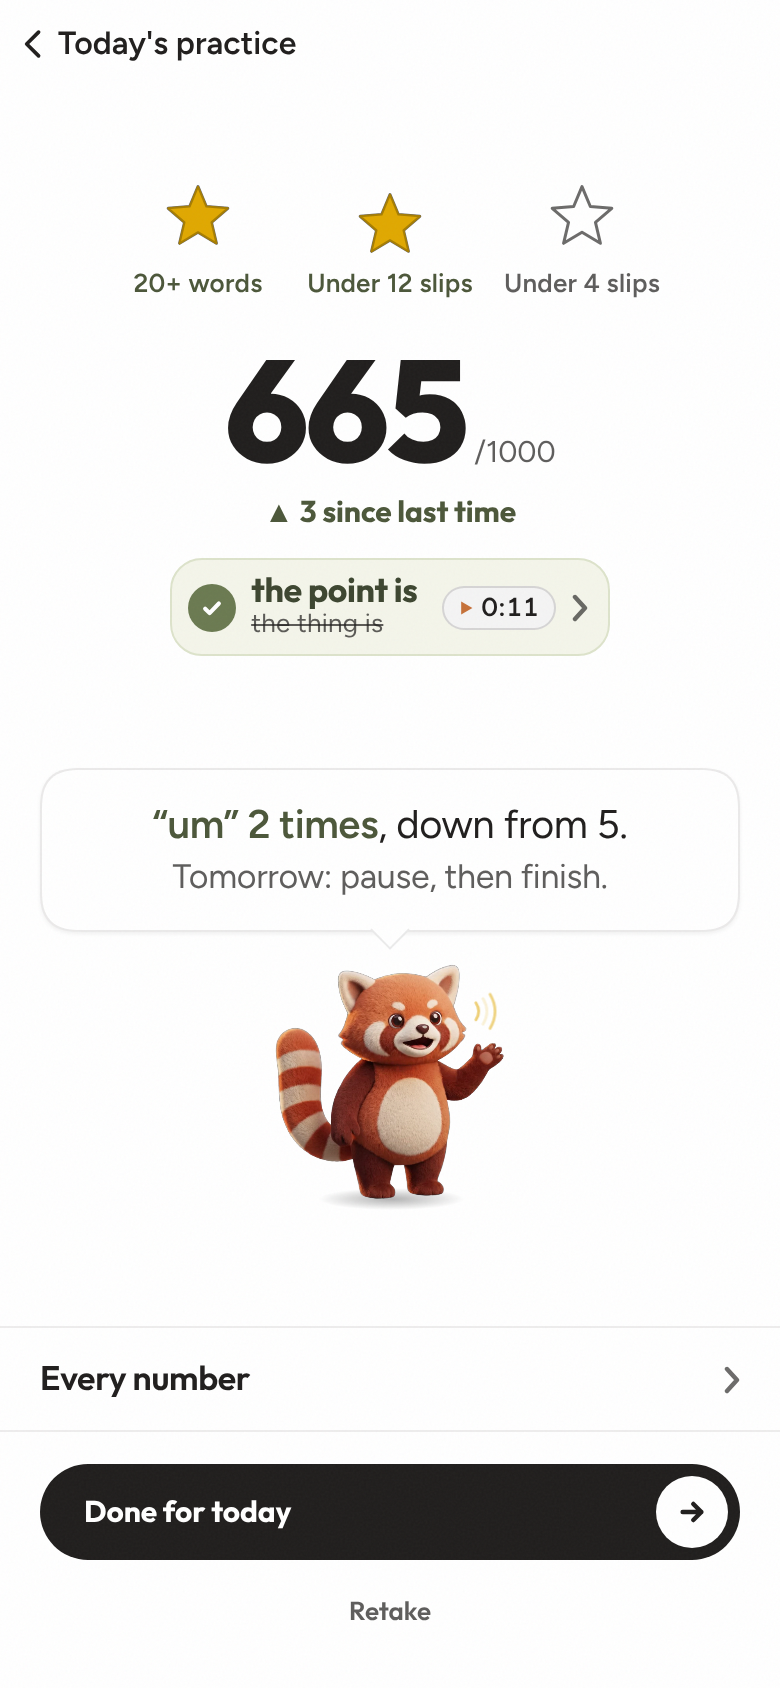 Today's practice
20+ words
Under 12 slips
Under 4 slips
665/1000
▲ 3 since last time
the point is
the thing is
0:11
“um” 2 times, down from 5.
Tomorrow: pause, then finish.
Every number
Done for today
Retake